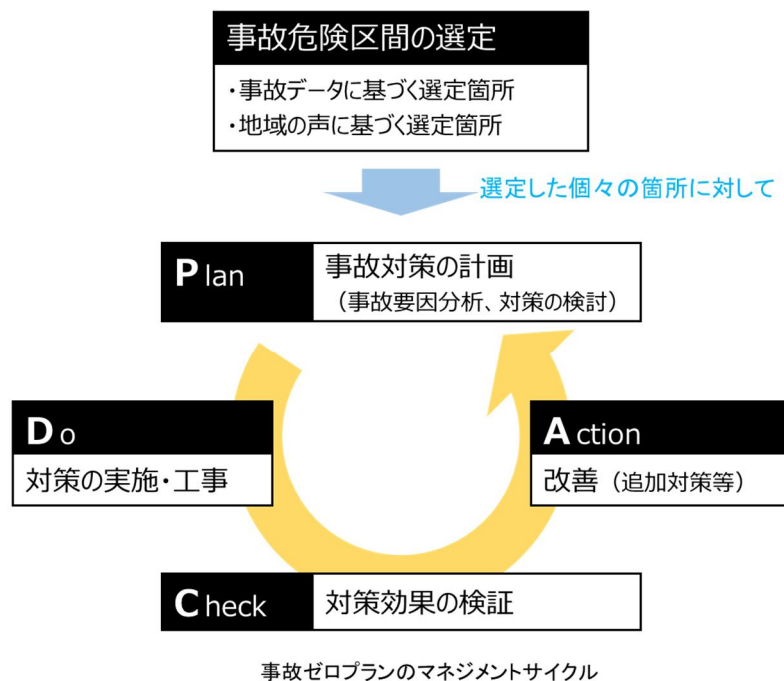 事故危険区間の選定
・事故データに基づく選定箇所
・地域の声に基づく選定箇所
選定した個々の箇所に対して
Plan
事故対策の計画
（事故要因分析、対策の検討）
Do
対策の実施・工事
Action
改善（追加対策等）
Check
対策効果の検証
事故ゼロプランのマネジメントサイクル